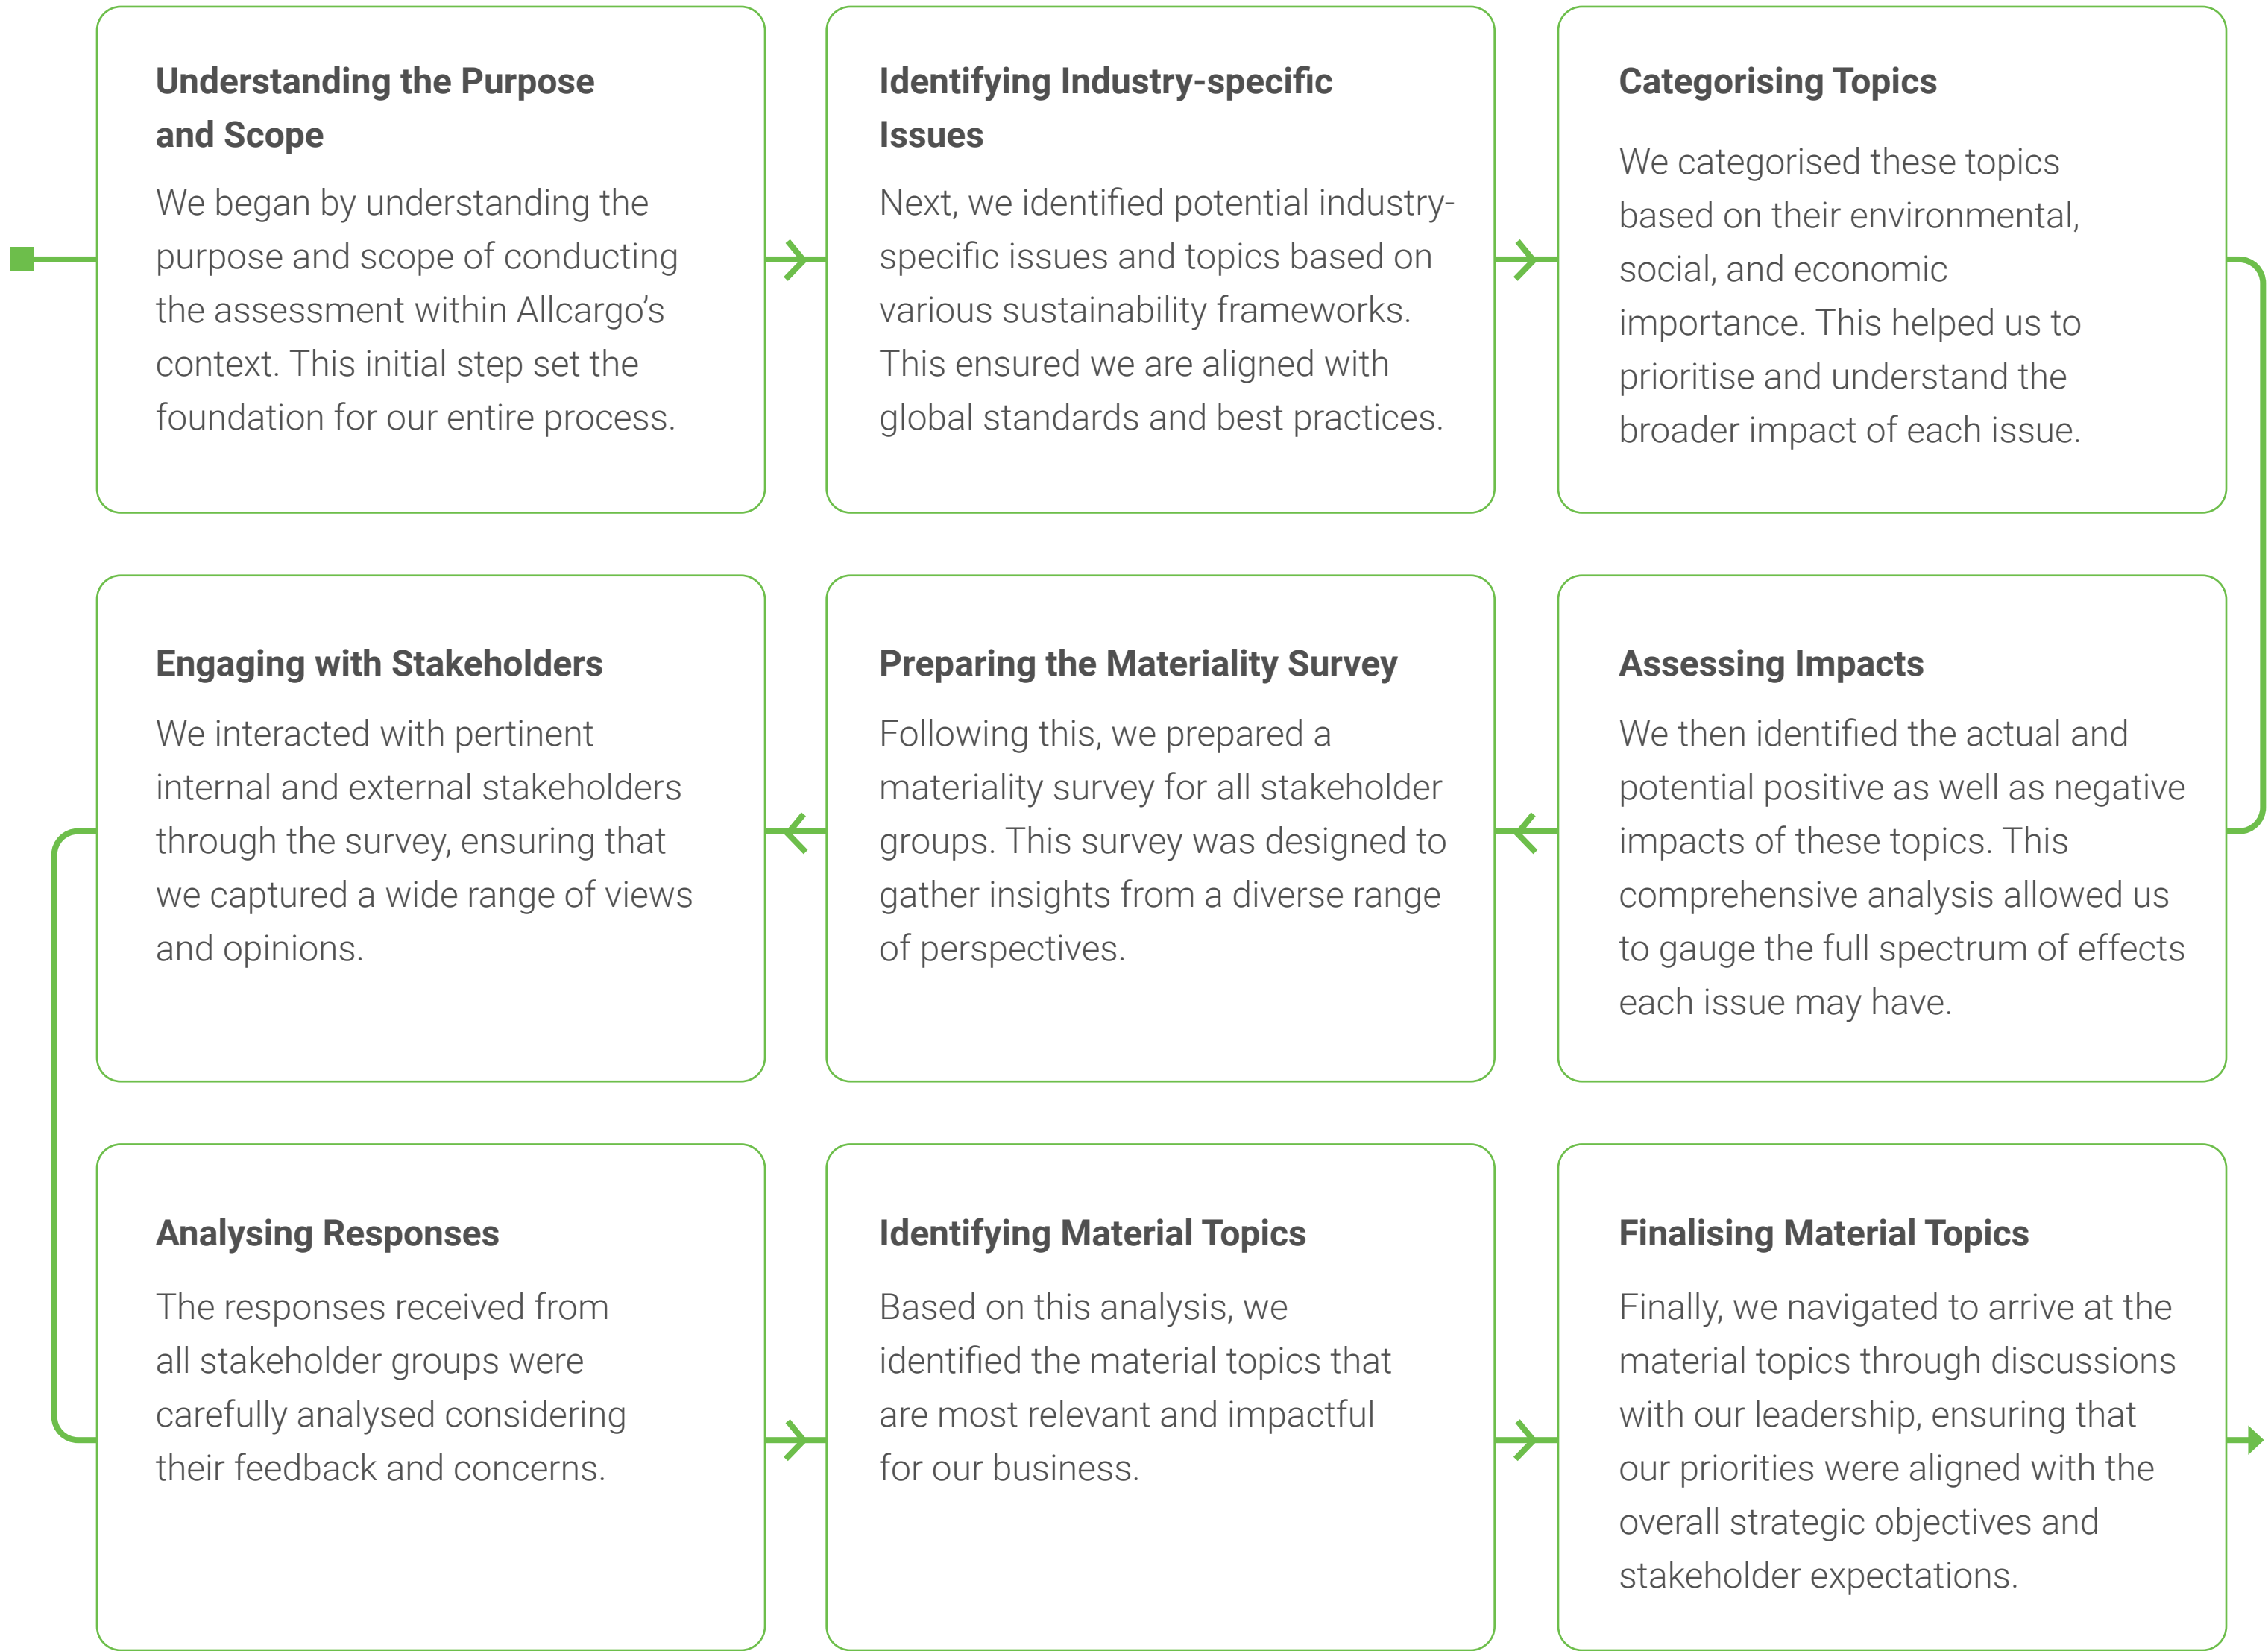 Understanding the Purpose
and Scope
We began by understanding the
purpose and scope of conducting
the assessment within Allcargo’s
context. This initial step set the
foundation for our entire process.
Identifying Industry-specific
Issues
Next, we identified potential industry-
specific issues and topics based on
various sustainability frameworks.
This ensured we are aligned with
global standards and best practices.
Categorising Topics
We categorised these topics
based on their environmental,
social, and economic
importance. This helped us to
prioritise and understand the
broader impact of each issue.
Assessing Impacts
We then identified the actual and
potential positive as well as negative
impacts of these topics. This
comprehensive analysis allowed us
to gauge the full spectrum of effects
each issue may have.
Preparing the Materiality Survey
Following this, we prepared a
materiality survey for all stakeholder
groups. This survey was designed to
gather insights from a diverse range
of perspectives.
Engaging with Stakeholders
We interacted with pertinent
internal and external stakeholders
through the survey, ensuring that
we captured a wide range of views
and opinions.
Analysing Responses
The responses received from
all stakeholder groups were
carefully analysed considering
their feedback and concerns.
Identifying Material Topics
Based on this analysis, we
identified the material topics that
are most relevant and impactful
for our business.
Finalising Material Topics
Finally, we navigated to arrive at the
material topics through discussions
with our leadership, ensuring that
our priorities were aligned with the
overall strategic objectives and
stakeholder expectations.